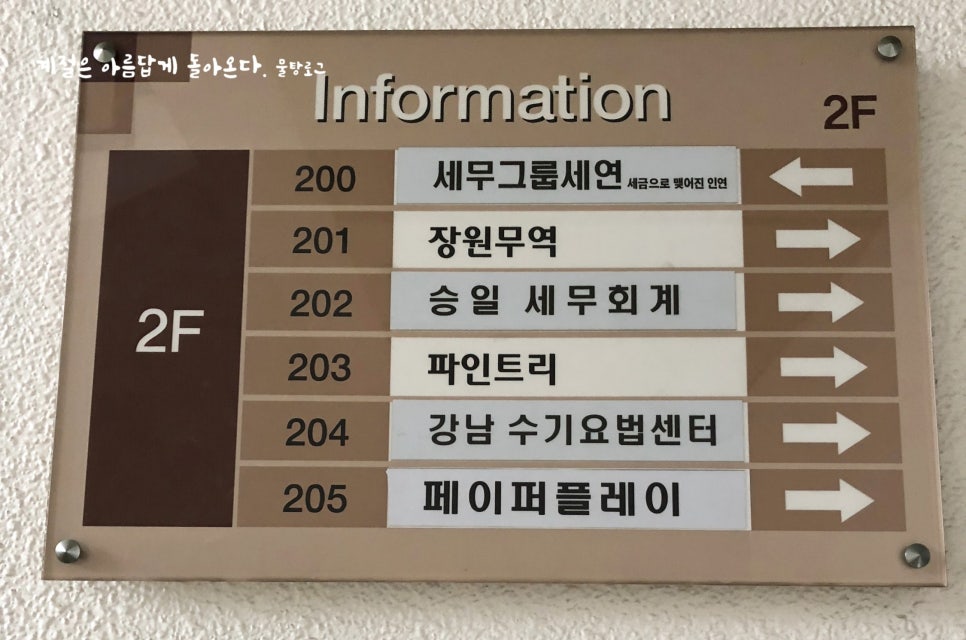 계절은 아름답게 돌아온다. 물탕로그
Information
2F
2F
200 세무그룹세연 세금으로 맺어진 인연
201 장원무역
202 승일 세무회계
203 파인트리
204 강남 수기요법센터
205 페이퍼플레이